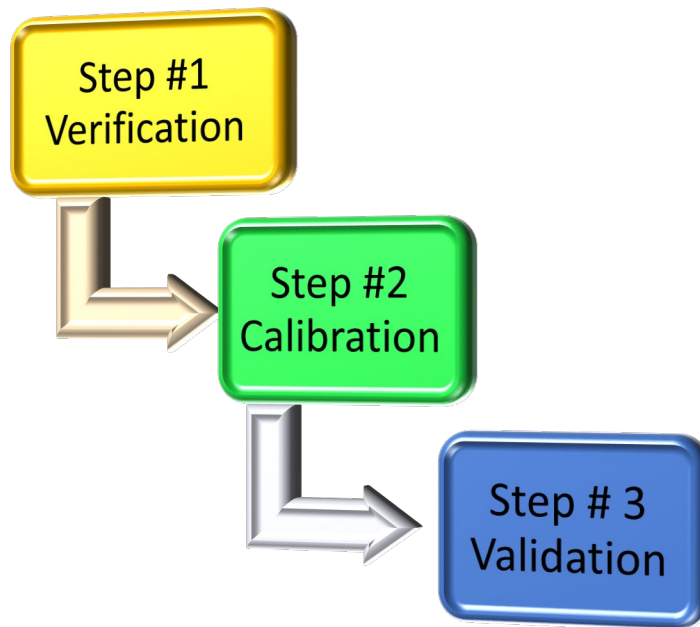 Step #1
Verification
Step #2
Calibration
Step # 3
Validation